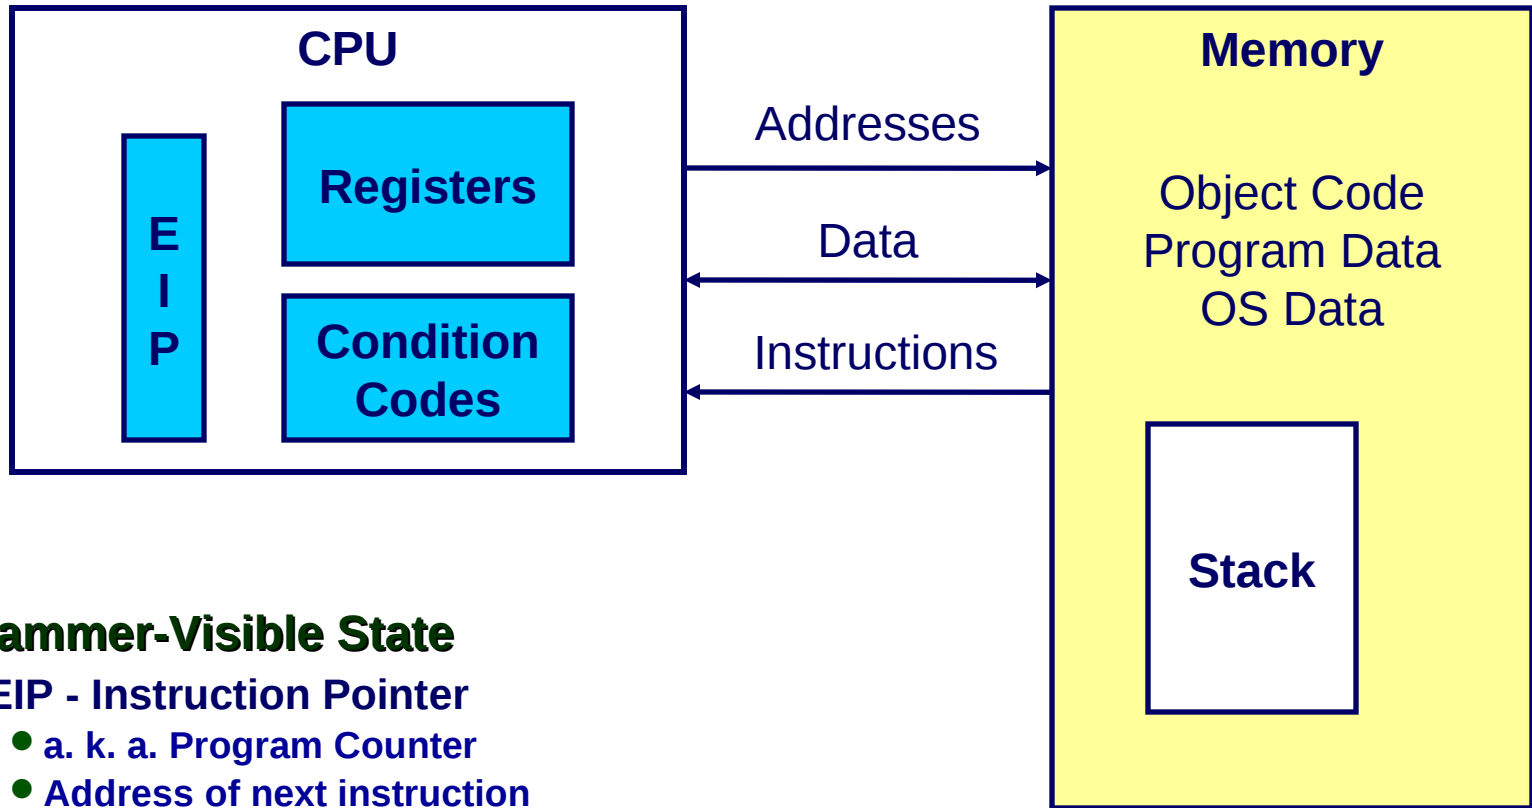 CPU
E
I
P
Registers
Condition
Codes
Addresses
Data
Instructions
Memory
Object Code
Program Data
OS Data
Stack
ammer-Visible State
EIP - Instruction Pointer
a. k. a. Program Counter
Address of next instruction